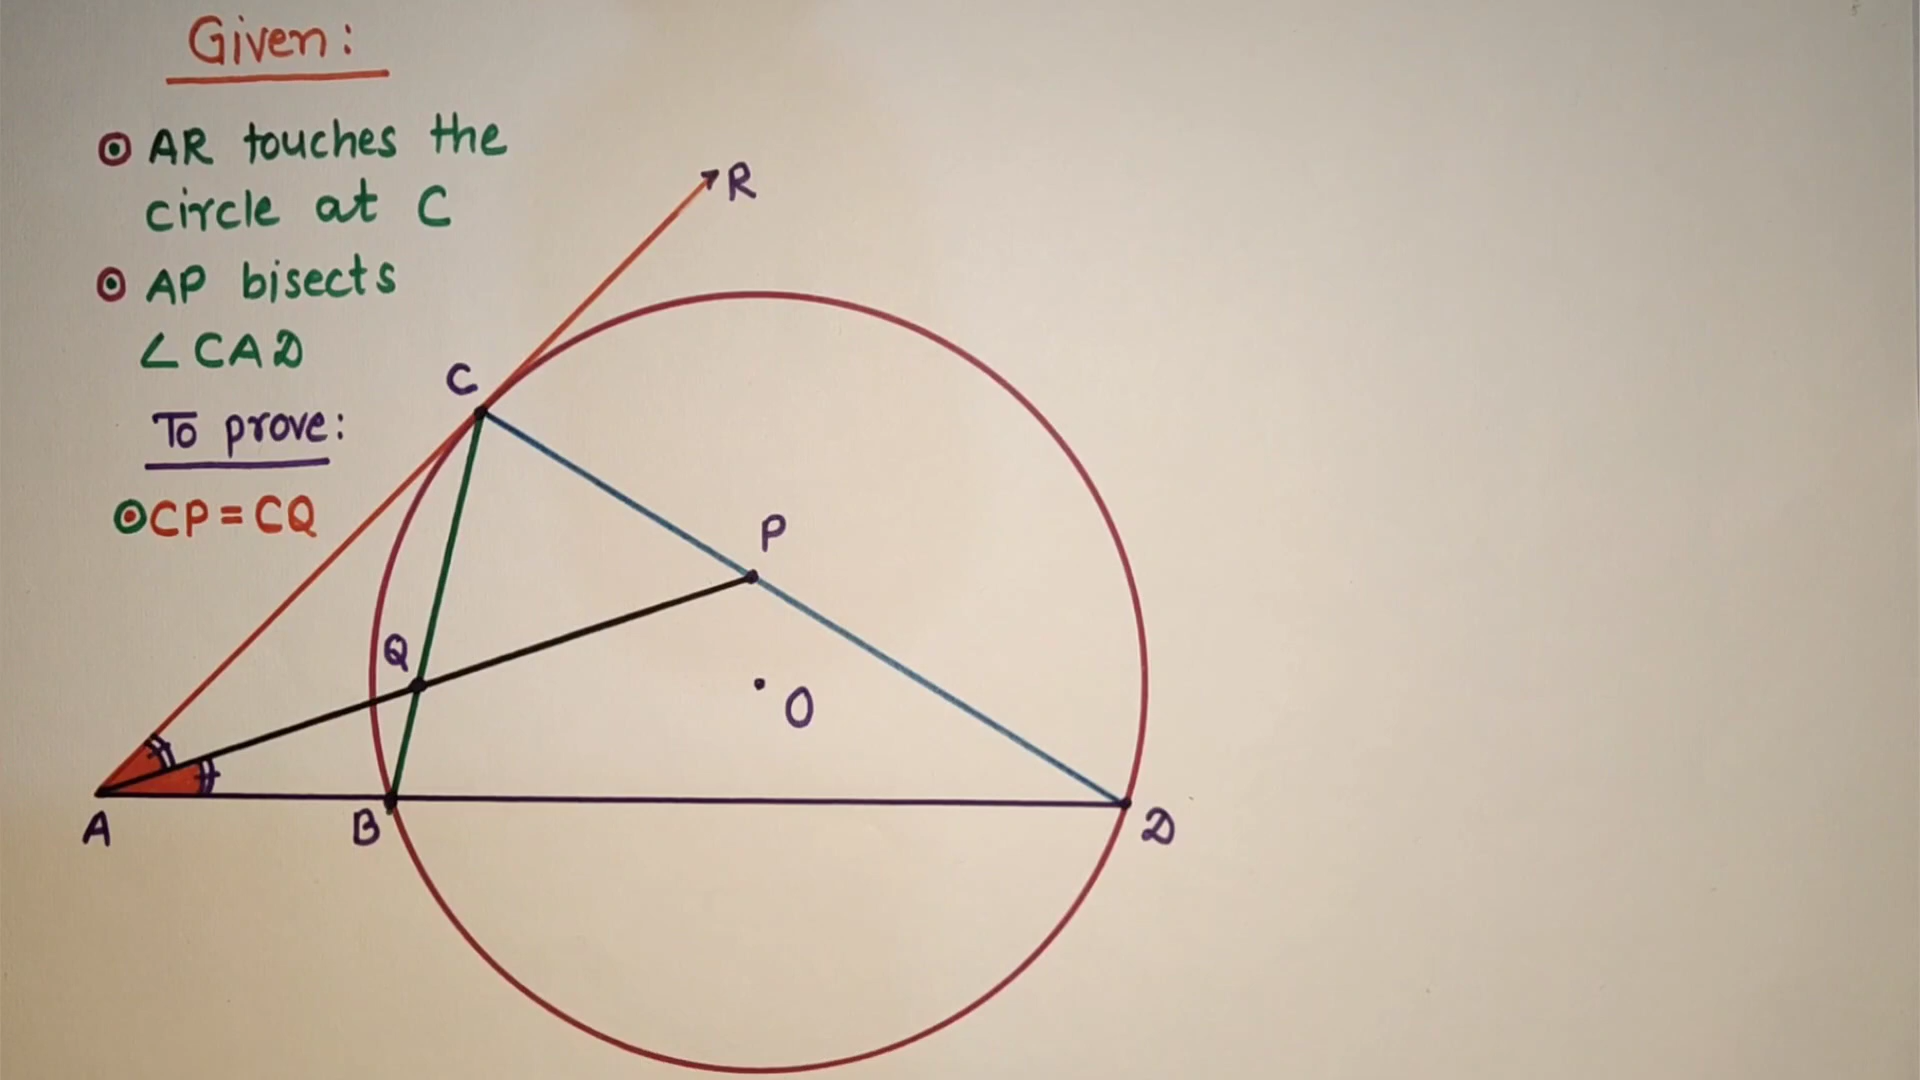 Given:
⊙ AR touches the
circle at C
⊙ AP bisects
∠CAD
To prove:
⊙ CP = CQ
R
C
P
Q
O
A
B
D